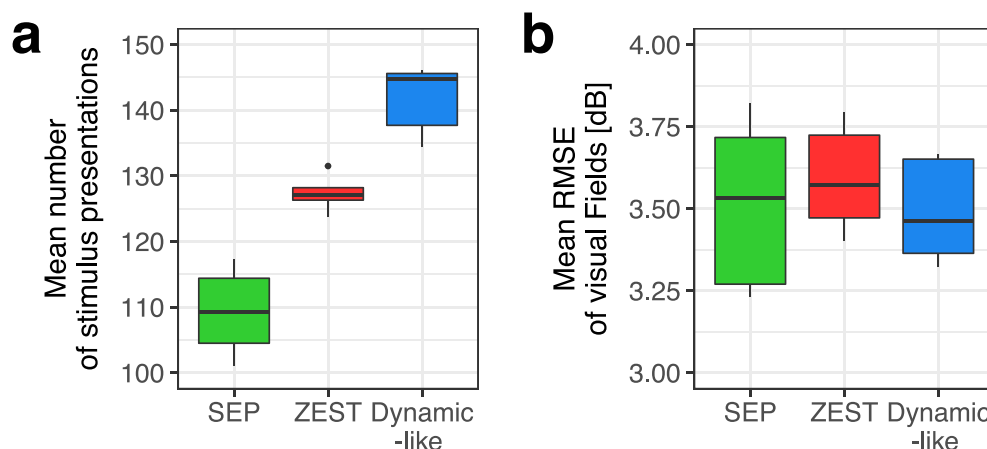 a
Mean number
of stimulus presentations
150
140
130
120
110
100
SEP
ZEST
Dynamic
-like
b
Mean RMSE
of visual Fields [dB]
4.00
3.75
3.50
3.25
3.00
SEP
ZEST
Dynamic
-like